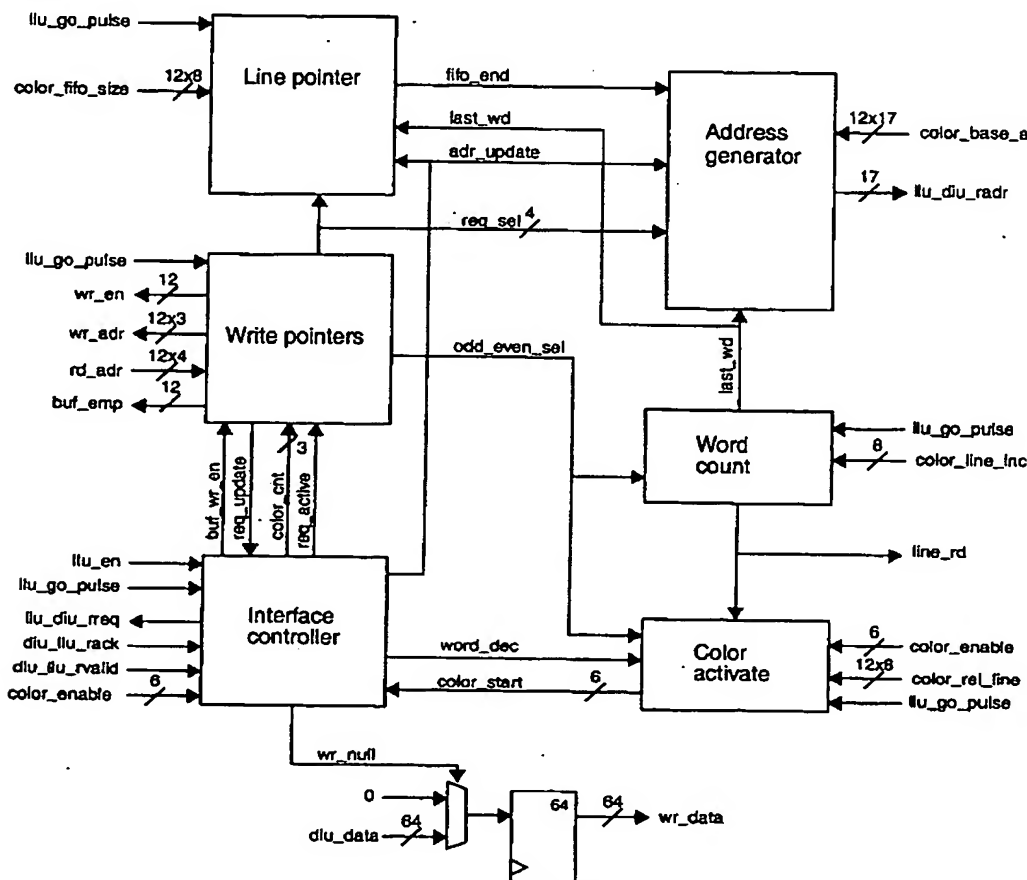 llu_go_pulse
color_fifo_size
12x8
Line pointer
fifo_end
last_wd
adr_update
req_sel
4
Address
generator
12x17
color_base_a
17
llu_diu_radr
llu_go_pulse
wr_en
12
wr_adr
12x3
rd_adr
12x4
buf_emp
12
Write pointers
odd_even_sel
last_wd
Word
count
llu_go_pulse
8
color_line_inc
line_rd
buf_wr_en
req_update
color_cnt
3
req_active
llu_en
llu_go_pulse
llu_diu_rreq
diu_llu_rack
diu_llu_rvalid
color_enable
6
Interface
controller
word_dec
color_start
6
Color
activate
6
color_enable
12x8
color_rel_line
llu_go_pulse
wr_null
0
diu_data
64
64
64
wr_data